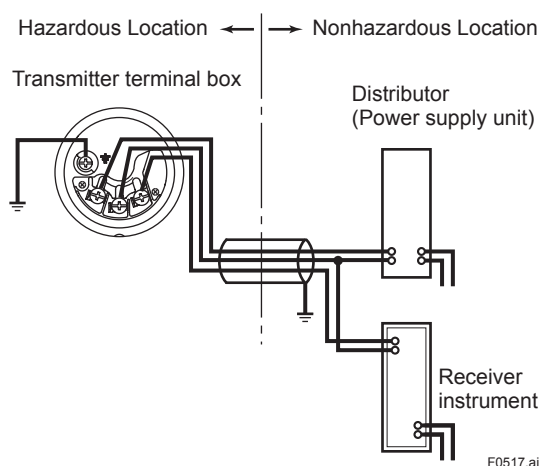 Hazardous Location
Nonhazardous Location
Transmitter terminal box
Distributor
(Power supply unit)
Receiver
instrument
F0517.ai